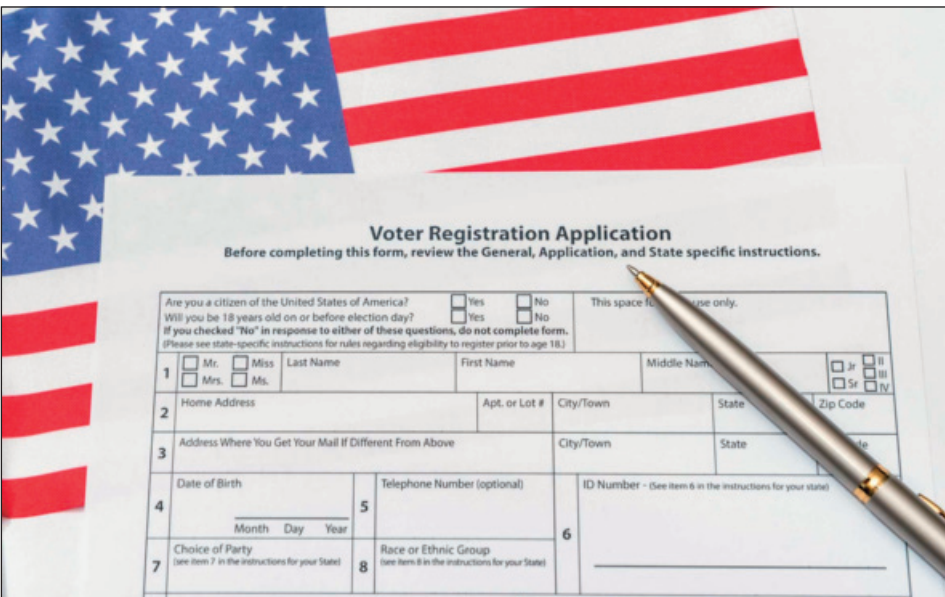 Voter Registration Application
Before completing this form, review the General, Application, and State specific instructions.
Are you a citizen of the United States of America? Yes No This space use only.
Will you be 18 years old on or before election day? Yes No
If you checked "No" in response to either of these questions, do not complete form.
(Please see state-specific instructions for rules regarding eligibility to register prior to age 18.)
1 Mr. Miss Last Name First Name Middle Jr II
Mrs. Ms. Sr III
IV
2 Home Address Apt. or Lot # City/Town State Zip Code
3 Address Where You Get Your Mail If Different From Above City/Town State
4 Date of Birth 5 Telephone Number (optional) 6 ID Number - (See item 6 in the instructions for your state)
Month Day Year
7 Choice of Party 8 Race or Ethnic Group
(see item 7 in the instructions for your State) (see item 8 in the instructions for your State)